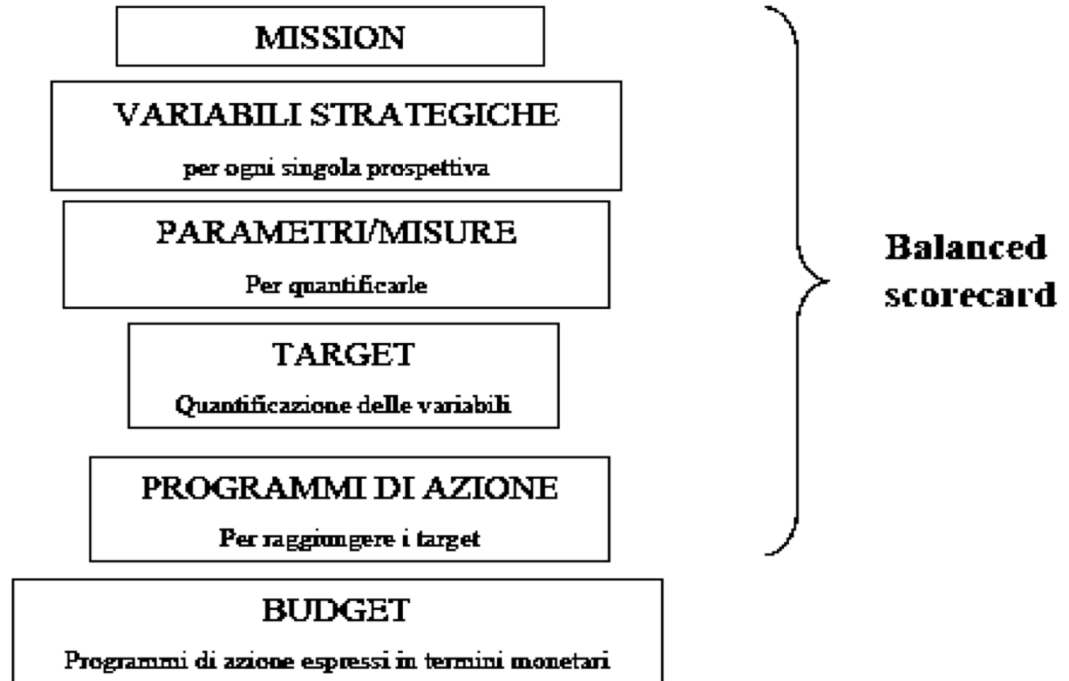 MISSION
VARIABILI STRATEGICHE
per ogni singola prospettiva
PARAMETRI/MISURE
Per quantificarle
TARGET
Quantificazione delle variabili
PROGRAMMI DI AZIONE
Per raggiungere i target
BUDGET
Programmi di azione espressi in termini monetari
Balanced
scorecard